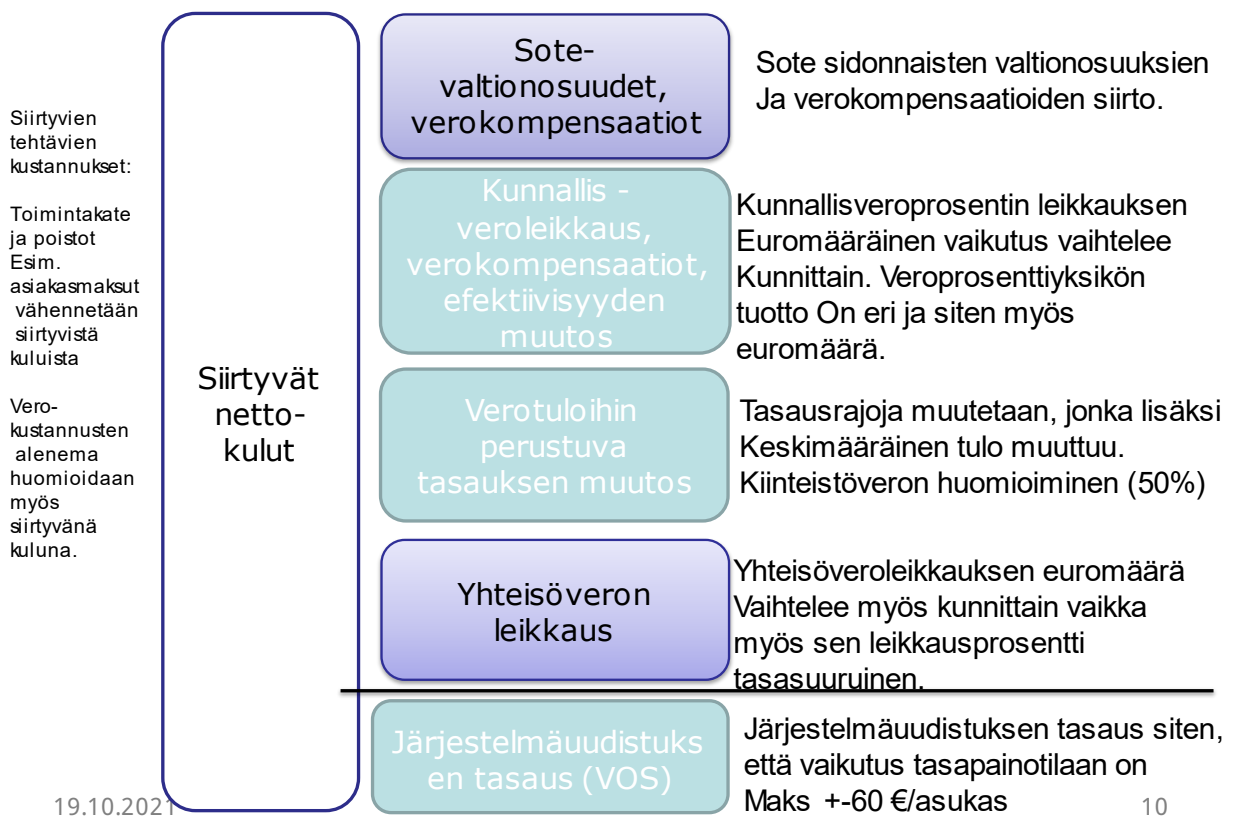 Siirtyvien
tehtävien
kustannukset:
Toimintakate
ja poistot
Esim.
asiakasmaksut
vähennetään
siirtyvistä
kuluista
Vero-
kustannusten
alenema
huomioidaan
myös
siirtyvänä
kuluna.
Siirtyvät
netto-
kulut
Sote-
valtionosuudet,
verokompensaatiot
Sote sidonnaisten valtionosuuksien
Ja verokompensaatioiden siirto.
Kunnallis -
veroleikkaus,
verokompensaatiot,
efektiivisyyden
muutos
Kunnallisveroprosentin leikkauksen
Euromääräinen vaikutus vaihtelee
Kunnittain. Veroprosenttiyksikön
tuotto On eri ja siten myös
euromäärä.
Verotuloihin
perustuva
tasauksen muutos
Tasausrajoja muutetaan, jonka lisäksi
Keskimääräinen tulo muuttuu.
Kiinteistöveron huomioiminen (50%)
Yhteisöveron
leikkaus
Yhteisöveroleikkauksen euromäärä
Vaihtelee myös kunnittain vaikka
myös sen leikkausprosentti
tasasuuruinen.
Järjestelmäuudistuks
en tasaus (VOS)
Järjestelmäuudistuksen tasaus siten,
että vaikutus tasapainotilaan on
Maks +-60 €/asukas
19.10.2021
10